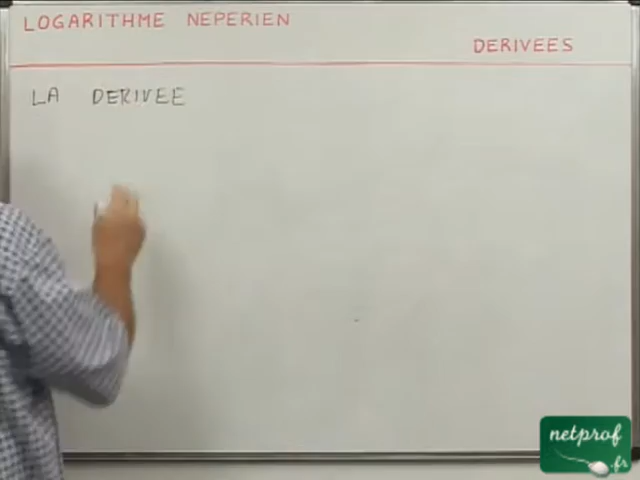 LOGARITHME NEPERIEN
DERIVEES
LA DERIVEE
netprof
.fr